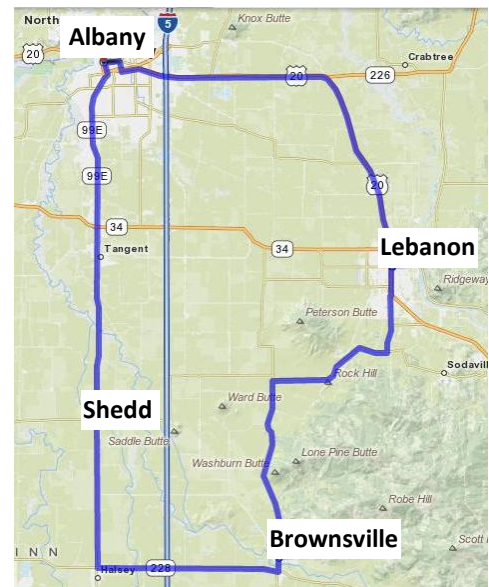 North
Albany
5
Knox Butte
20
Crabtree
20
226
99E
99E
20
34
34
Tangent
Lebanon
Ridgeway
Peterson Butte
Sodavill
Rock Hill
Shedd
Ward Butte
Saddle Butte
Lone Pine Butte
Washburn Butte
Robe Hill
Brownsville
Scott
I N N
228
Halsey